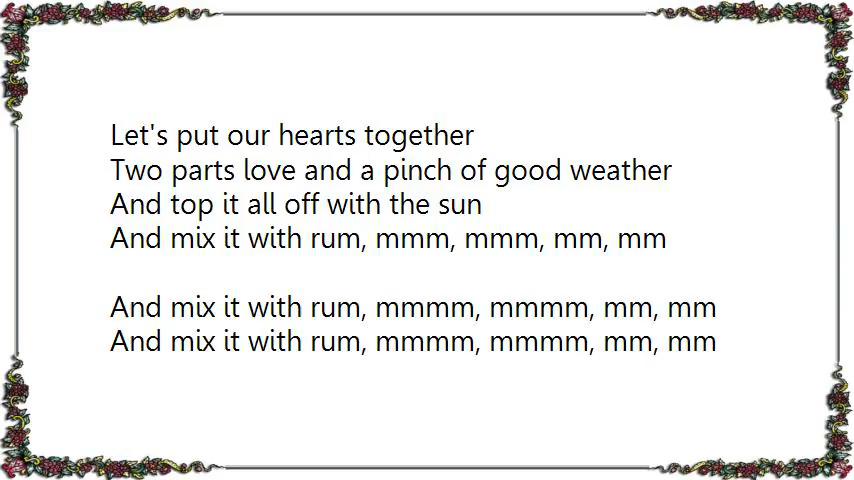 Let's put our hearts together
Two parts love and a pinch of good weather
And top it all off with the sun
And mix it with rum, mmm, mmm, mm, mm
And mix it with rum, mmmm, mmmm, mm, mm
And mix it with rum, mmmm, mmmm, mm, mm